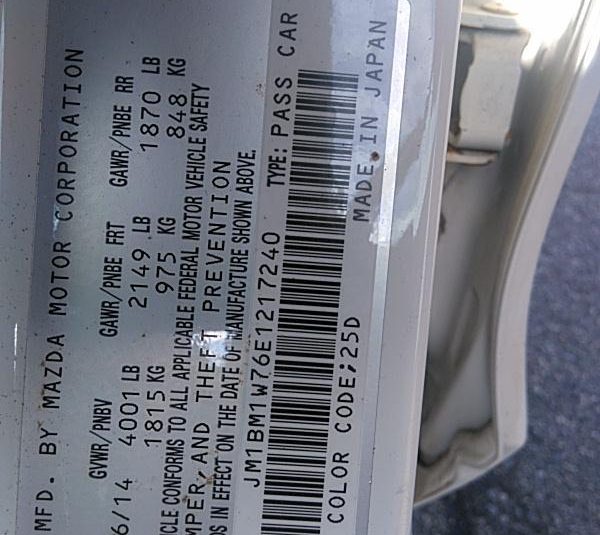 MFD. BY MAZDA MOTOR CORPORATION
GVWR/PNBV GAWR/PNBE FRT GAWR/PNBE RR
6/14 4001 LB 2149 LB 1870 LB
1815 KG 975 KG 848 KG
CLE CONFORMS TO ALL APPLICABLE FEDERAL MOTOR VEHICLE SAFETY
MPER, AND THEFT PREVENTION
DS IN EFFECT ON THE DATE OF MANUFACTURE SHOWN ABOVE.
JM1BM1W76E1217240 TYPE: PASS CAR
COLOR CODE;25D MADE IN JAPAN